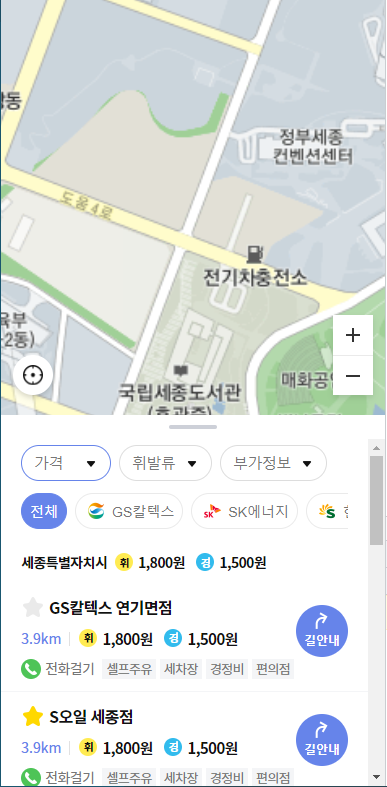 정부세종
컨벤션센터
도움4로
전기차충전소
국립세종도서관
매화공
가격
휘발류
부가정보
전체
GS칼텍스
SK
SK에너지
세종특별자치시
휘
1,800원
경
1,500원
GS칼텍스 연기면점
3.9km
휘
1,800원
경
1,500원
길안내
전화걸기
셀프주유
세차장
경정비
편의점
S오일 세종점
3.9km
휘
1,800원
경
1,500원
길안내
전화걸기
셀프주유
세차장
경정비
편의점